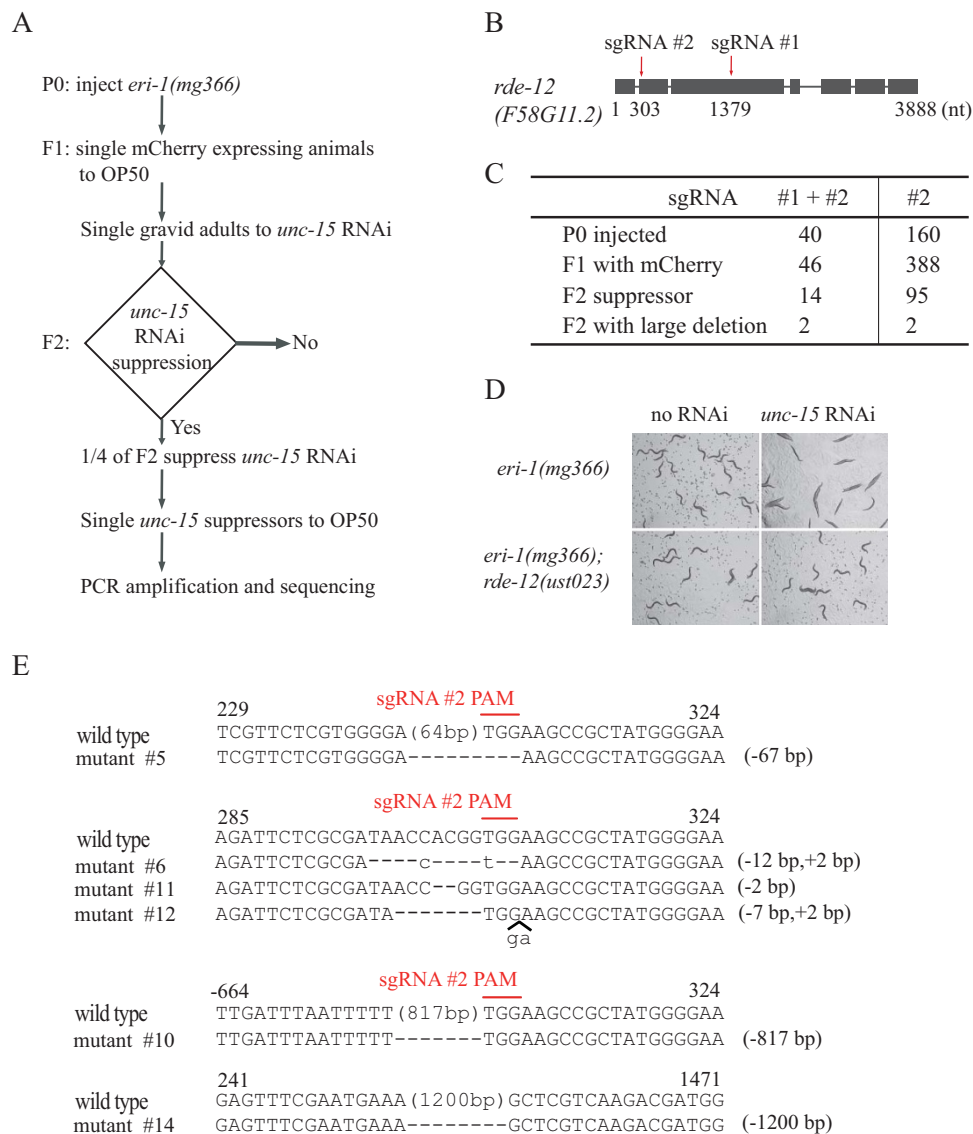 A
P0: inject eri-1(mg366)
F1: single mCherry expressing animals
to OP50
Single gravid adults to unc-15 RNAi
F2:
unc-15
RNAi
suppression
No
Yes
1/4 of F2 suppress unc-15 RNAi
Single unc-15 suppressors to OP50
PCR amplification and sequencing
B
sgRNA #2 sgRNA #1
rde-12
(F58G11.2)
1 303 1379 3888 (nt)
C
sgRNA #1 + #2 #2
P0 injected 40 160
F1 with mCherry 46 388
F2 suppressor 14 95
F2 with large deletion 2 2
D
no RNAi unc-15 RNAi
eri-1(mg366)
eri-1(mg366);
rde-12(ust023)
E
sgRNA #2 PAM
229 324
wild type TCGTTCTCGTGGGGA(64bp)TGGAAGCCGCTATGGGGAA
mutant #5 TCGTTCTCGTGGGGA---------AAGCCGCTATGGGGAA (-67 bp)
sgRNA #2 PAM
285 324
wild type AGATTCTCGCGATAACCACGGTGGAAGCCGCTATGGGGAA
mutant #6 AGATTCTCGCGA----c----t--AAGCCGCTATGGGGAA (-12 bp,+2 bp)
mutant #11 AGATTCTCGCGATAACC--GGTGGAAGCCGCTATGGGGAA (-2 bp)
mutant #12 AGATTCTCGCGATA-------TGGAAGCCGCTATGGGGAA (-7 bp,+2 bp)
ga
sgRNA #2 PAM
-664 324
wild type TTGATTTAATTTTT(817bp)TGGAAGCCGCTATGGGGAA
mutant #10 TTGATTTAATTTTT-------TGGAAGCCGCTATGGGGAA (-817 bp)
241 1471
wild type GAGTTTCGAATGAAA(1200bp)GCTCGTCAAGACGATGG
mutant #14 GAGTTTCGAATGAAA--------GCTCGTCAAGACGATGG (-1200 bp)